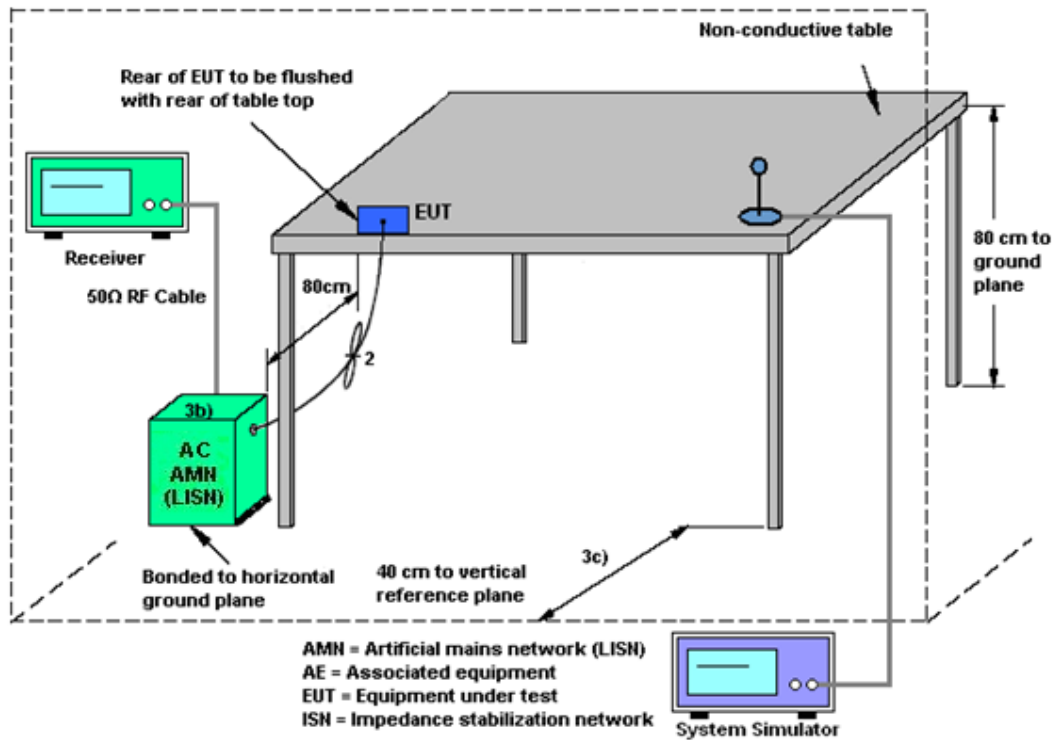 Non-conductive table
Rear of EUT to be flushed
with rear of table top
EUT
Receiver
80cm
80 cm to
ground
plane
50Ω RF Cable
2
3b)
AC
AMN
(LISN)
3c)
Bonded to horizontal
ground plane
40 cm to vertical
reference plane
AMN = Artificial mains network (LISN)
AE = Associated equipment
EUT = Equipment under test
ISN = Impedance stabilization network
System Simulator